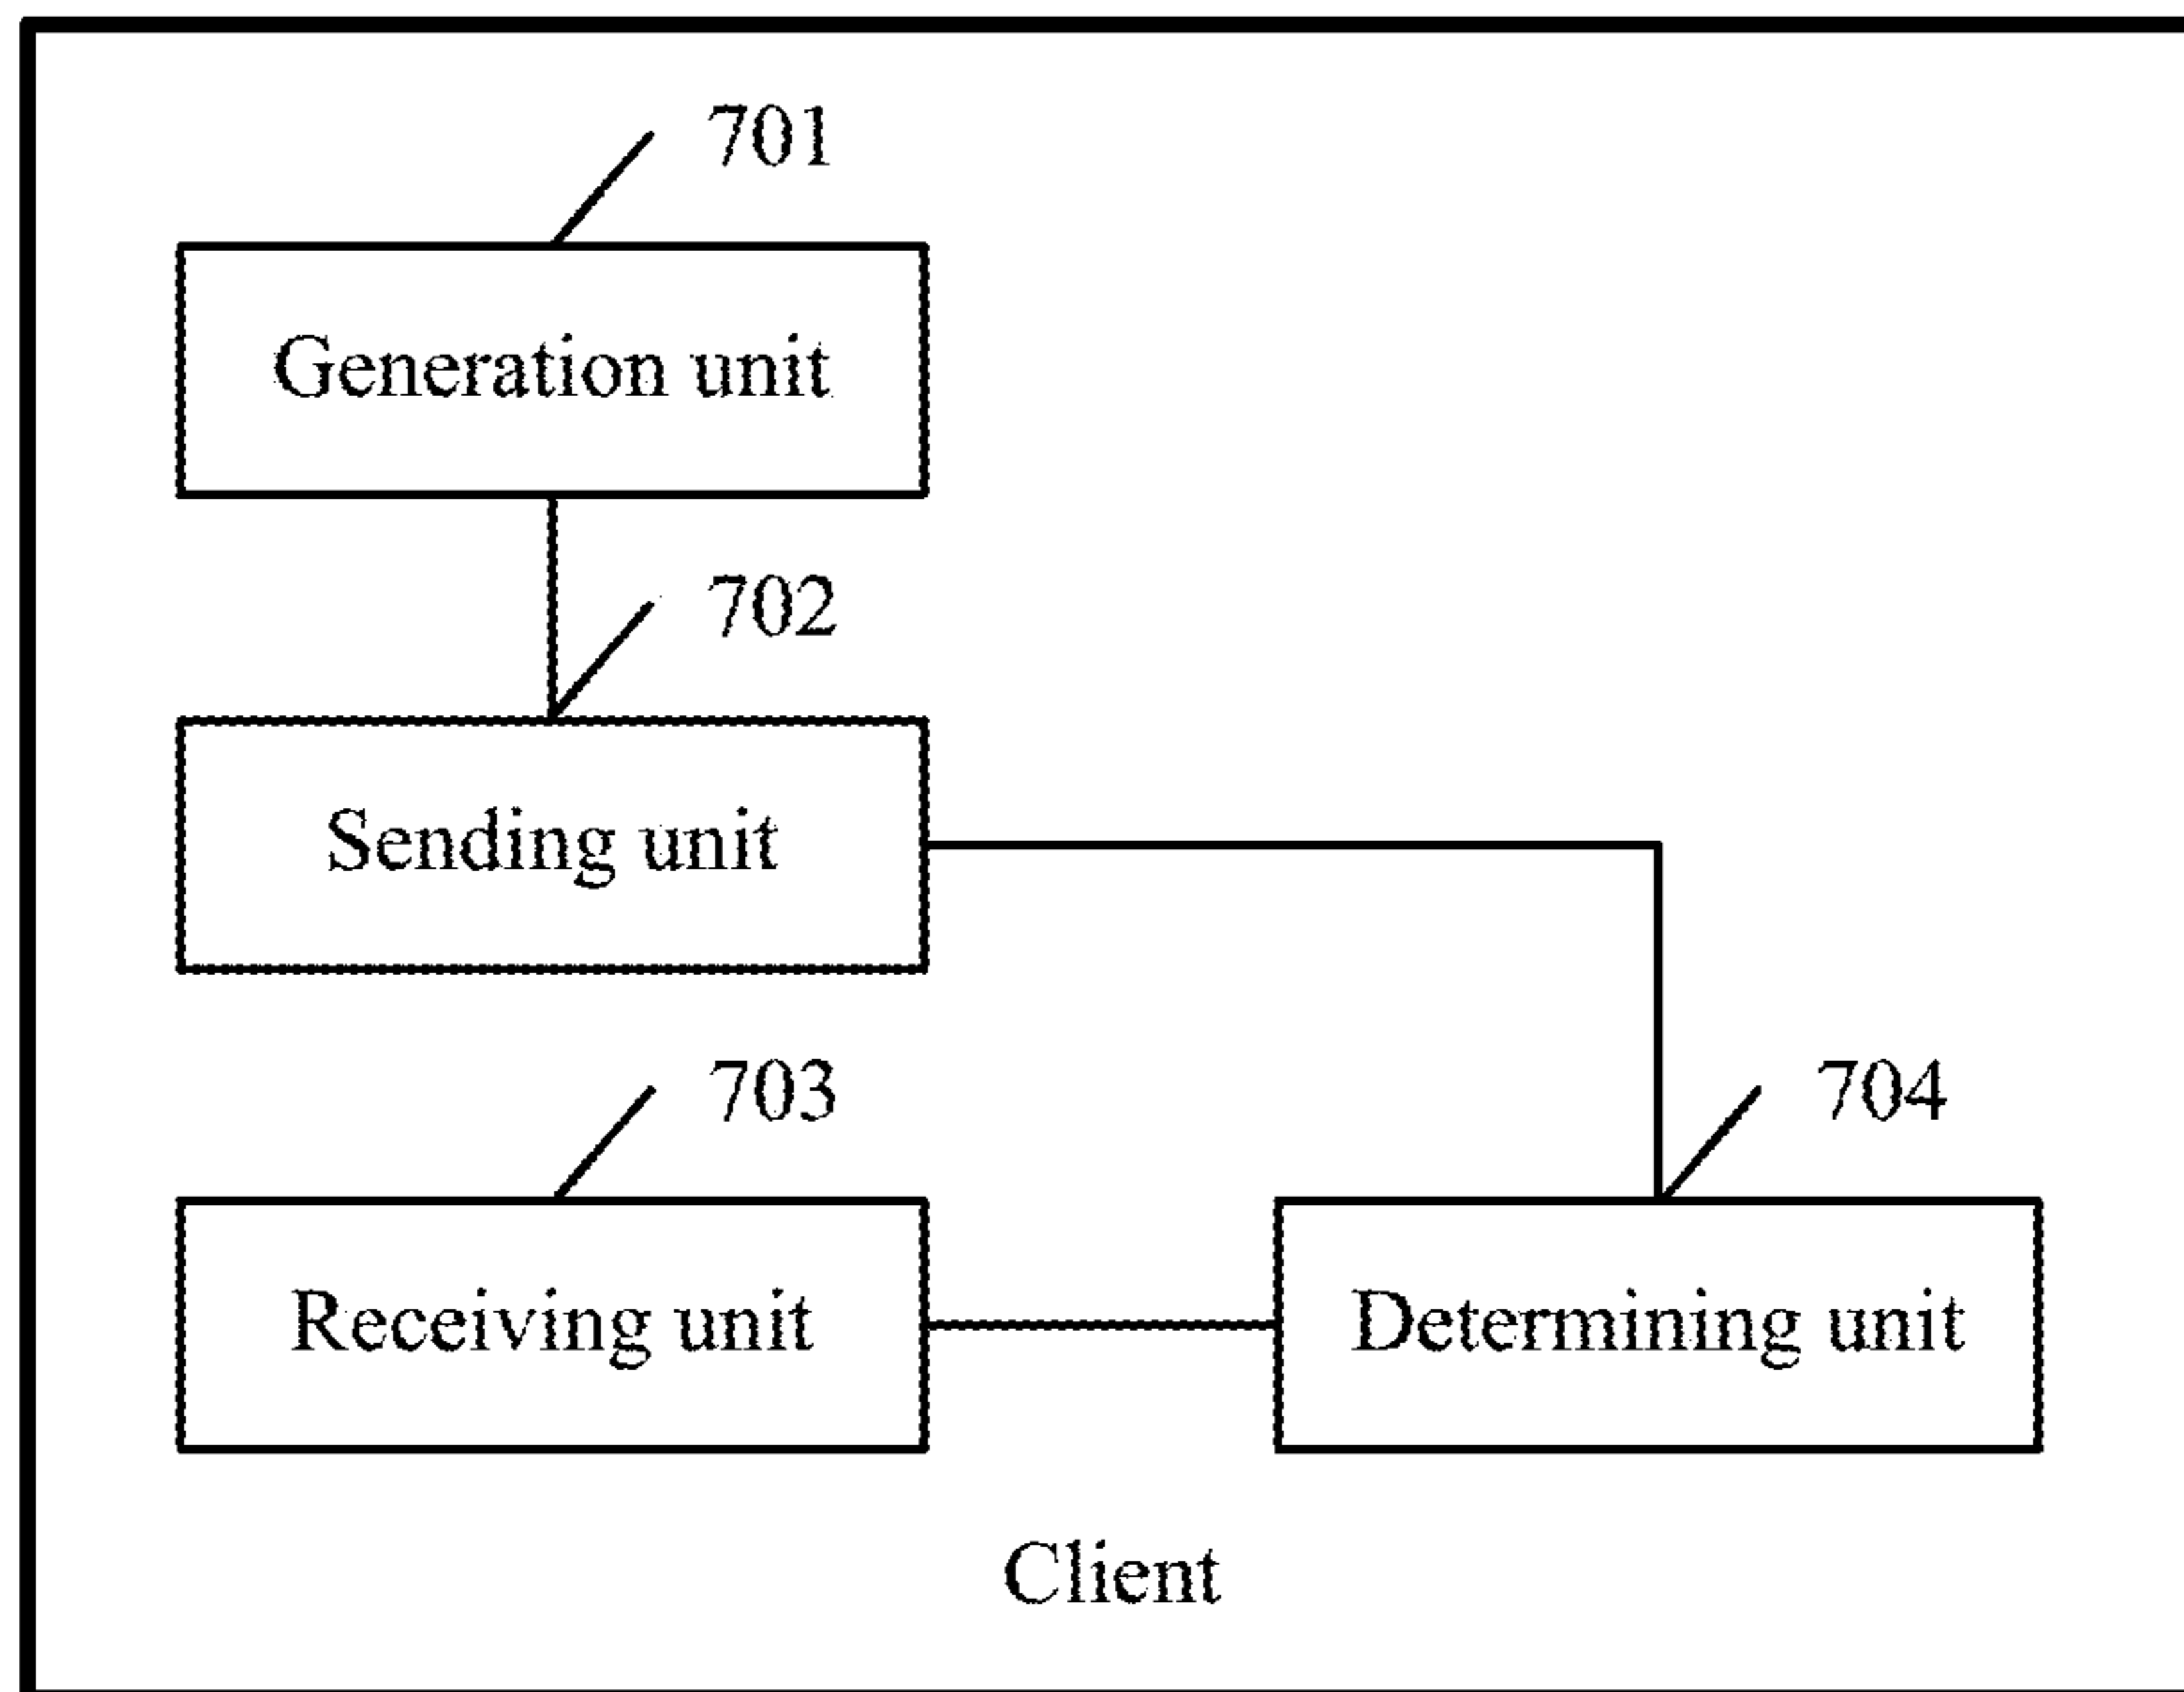 701
Generation unit
702
Sending unit
703
704
Receiving unit
Determining unit
Client